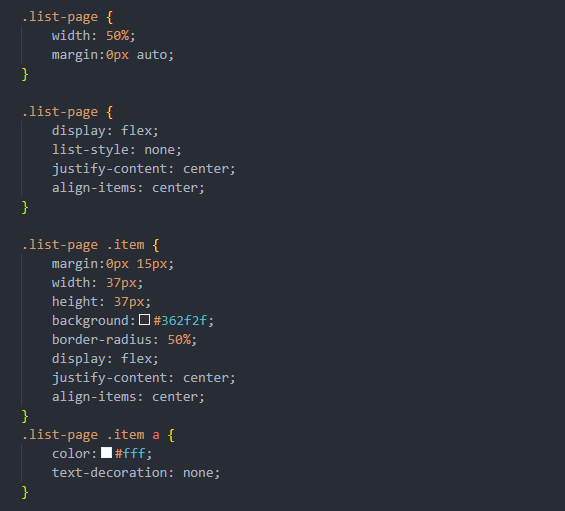 .list-page {
    width: 50%;
    margin:0px auto;
}

.list-page {
    display: flex;
    list-style: none;
    justify-content: center;
    align-items: center;
}

.list-page .item {
    margin:0px 15px;
    width: 37px;
    height: 37px;
    background:#362f2f;
    border-radius: 50%;
    display: flex;
    justify-content: center;
    align-items: center;
}
.list-page .item a {
    color:#fff;
    text-decoration: none;
}